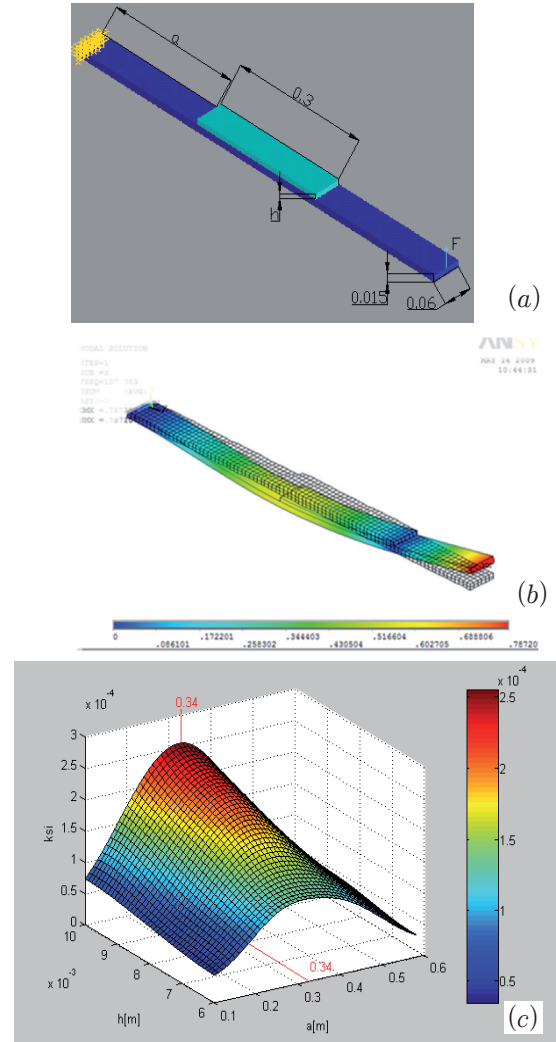 a
0.3
h
F
0.015
0.06
(a)
NODAL SOLUTION
MAY 14 2009
10:44:31
(b)
0
.086101
.172201
.258302
.344403
.430504
.516604
.602705
.688806
.78720
x 10⁻⁴
0.34
x 10⁻⁴
3
2.5
2
1.5
1
0.5
0
ksi
10
9
8
7
6
x 10⁻³
h[m]
0.1
0.2
0.3
0.4
0.5
0.6
a[m]
0.34
2.5
2
1.5
1
0.5
(c)